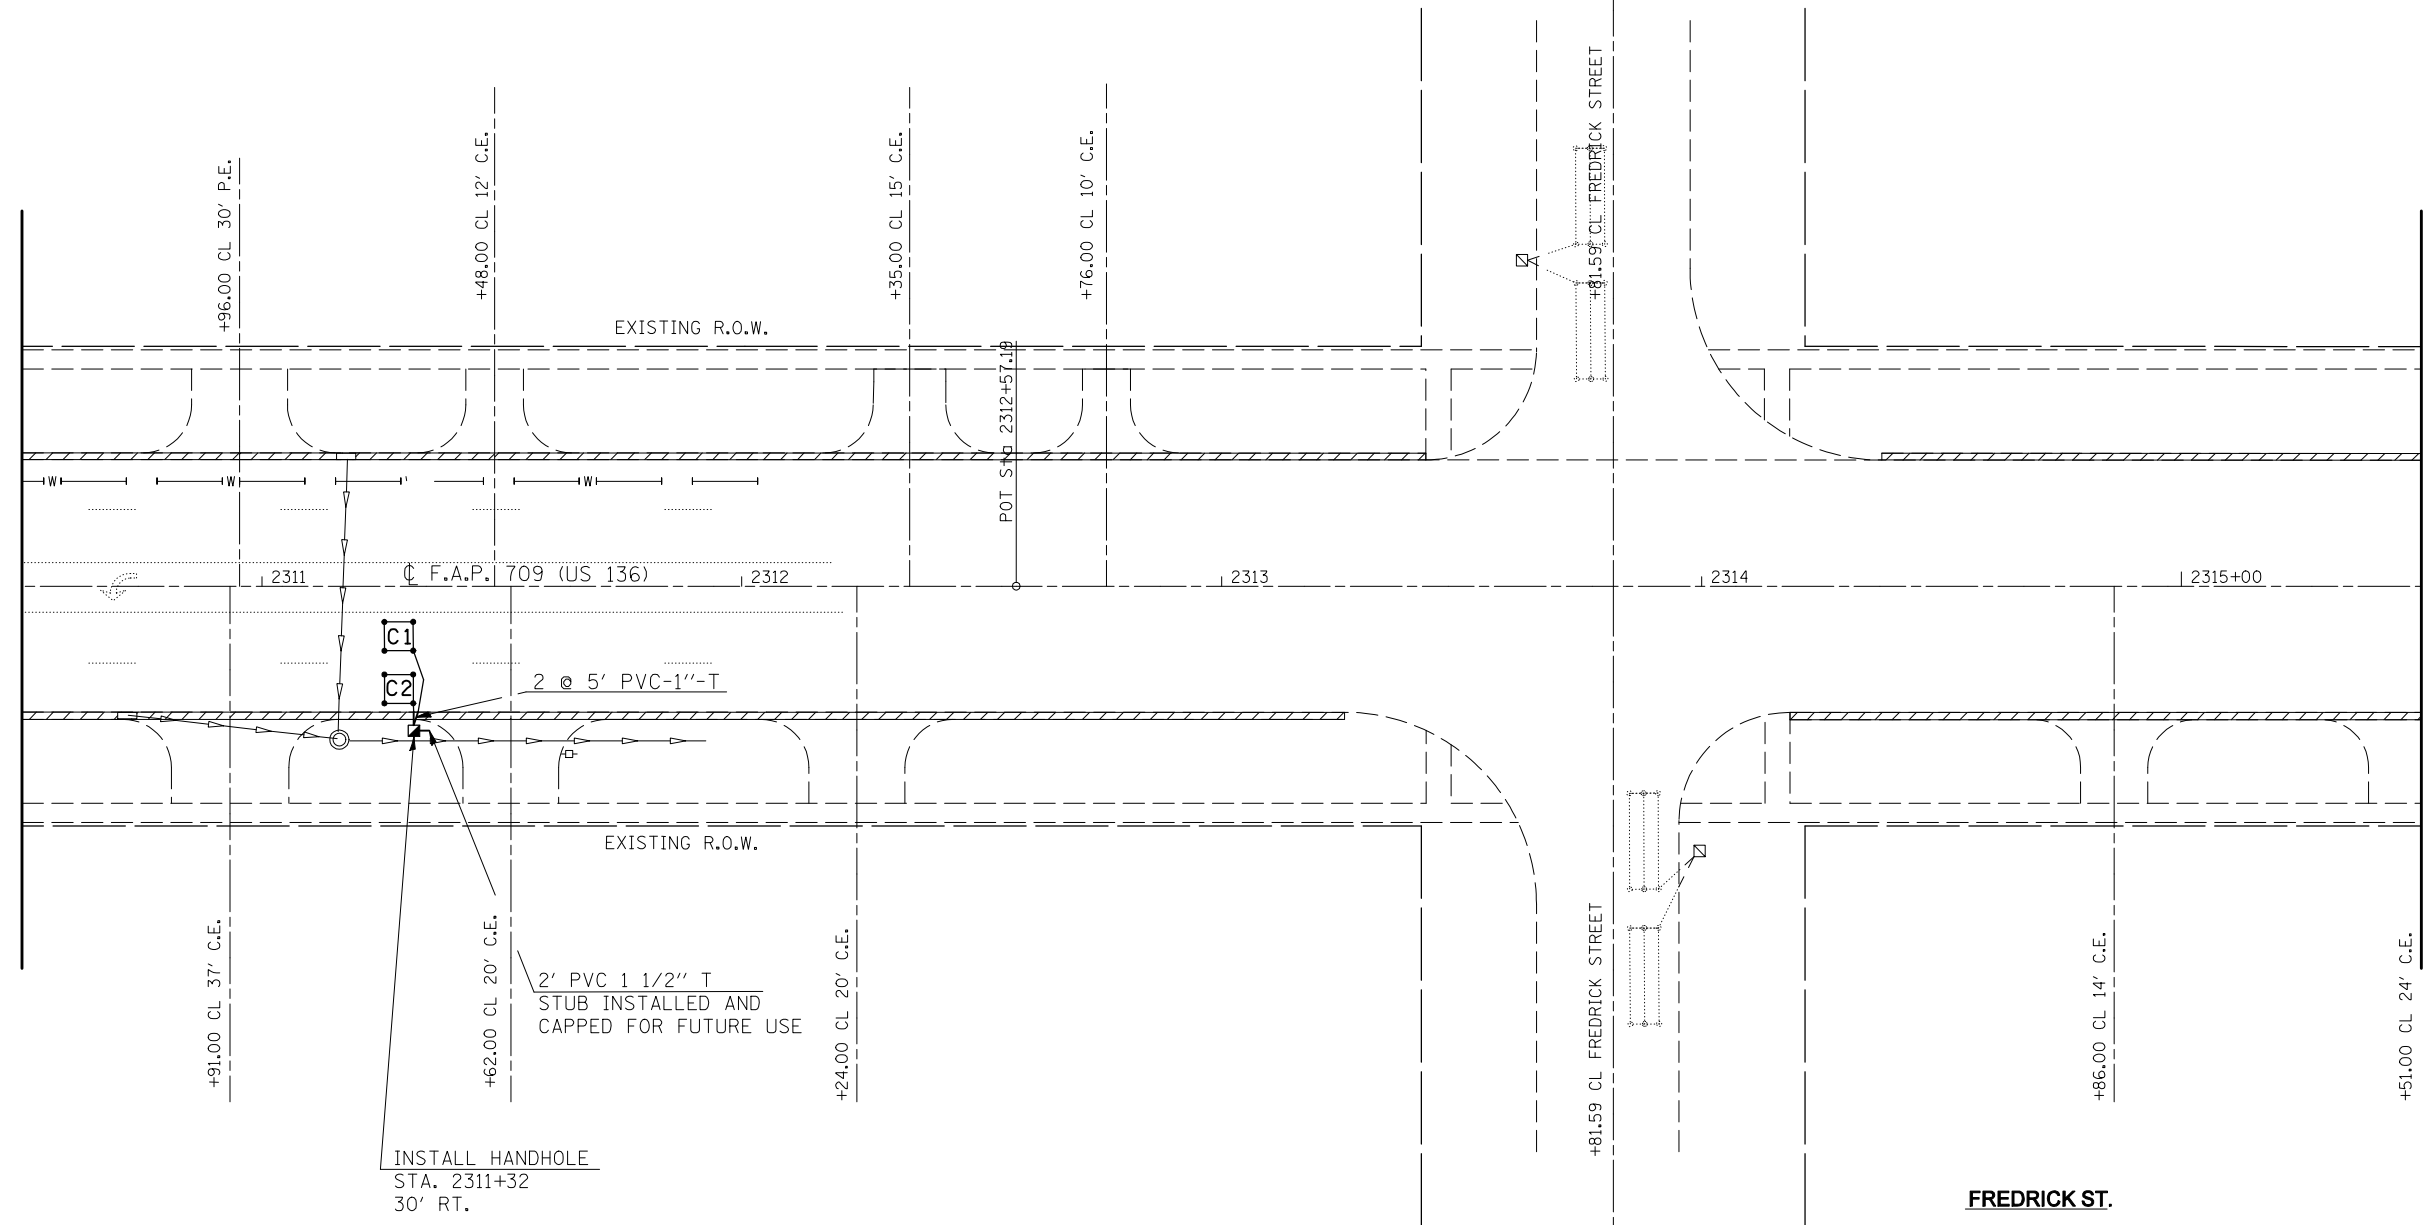 +96.00 CL 30' P.E.
+48.00 CL 12' C.E.
+35.00 CL 15' C.E.
+76.00 CL 10' C.E.
+81.59 CL FREDRICK STREET
EXISTING R.O.W.
POT Sta 2312+57.19
W
W
W
2311
℄ F.A.P. 709 (US 136)
2312
2313
2314
2315+00
C1
C2
2 @ 5' PVC-1''-T
EXISTING R.O.W.
+91.00 CL 37' C.E.
+62.00 CL 20' C.E.
+24.00 CL 20' C.E.
+81.59 CL FREDRICK STREET
+86.00 CL 14' C.E.
+51.00 CL 24' C.E.
2' PVC 1 1/2'' T
STUB INSTALLED AND
CAPPED FOR FUTURE USE
INSTALL HANDHOLE
STA. 2311+32
30' RT.
FREDRICK ST.